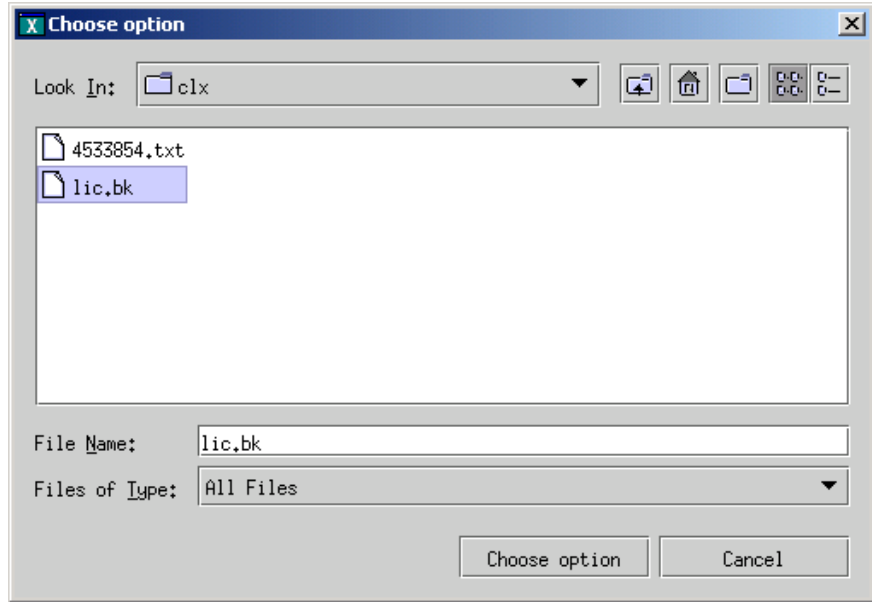 X Choose option
Look In: clx
4533854.txt
lic.bk
File Name: lic.bk
Files of Type: All Files
Choose option Cancel